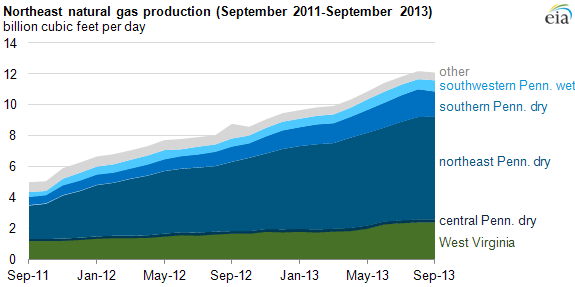 Northeast natural gas production (September 2011-September 2013)
billion cubic feet per day
eia
14
12
10
8
6
4
2
0
other
southwestern Penn. wet
southern Penn. dry
northeast Penn. dry
central Penn. dry
West Virginia
Sep-11 Jan-12 May-12 Sep-12 Jan-13 May-13 Sep-13